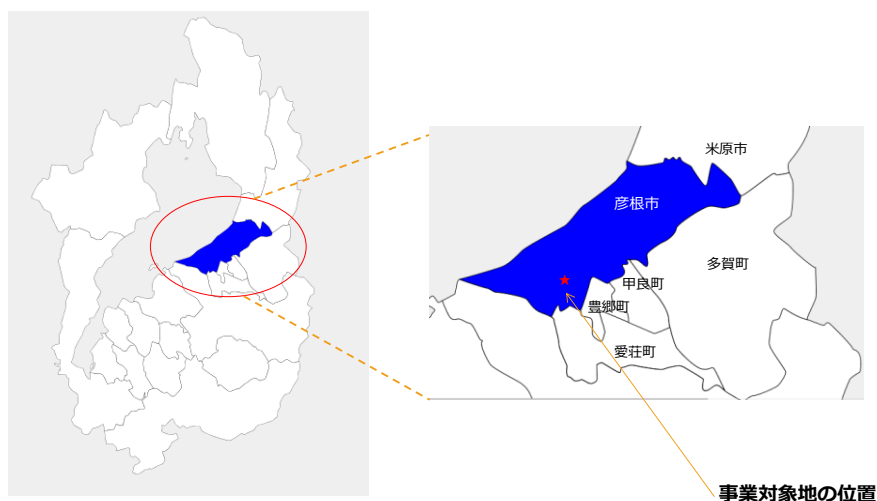 米原市
彦根市
多賀町
甲良町
豊郷町
愛荘町
事業対象地の位置